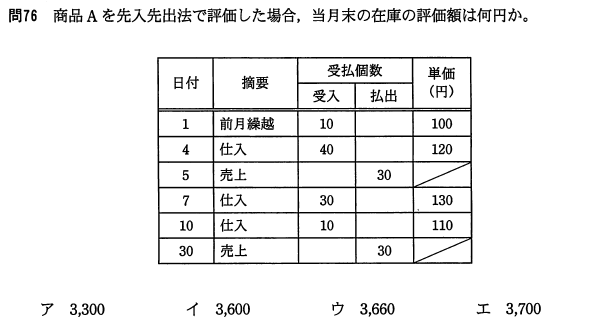 問76 商品Aを先入先出法で評価した場合，当月末の在庫の評価額は何円か。
日付 摘要 受払個数 単価（円）
受入 払出
1 前月繰越 10 100
4 仕入 40 120
5 売上 30
7 仕入 30 130
10 仕入 10 110
30 売上 30
ア 3,300 イ 3,600 ウ 3,660 エ 3,700